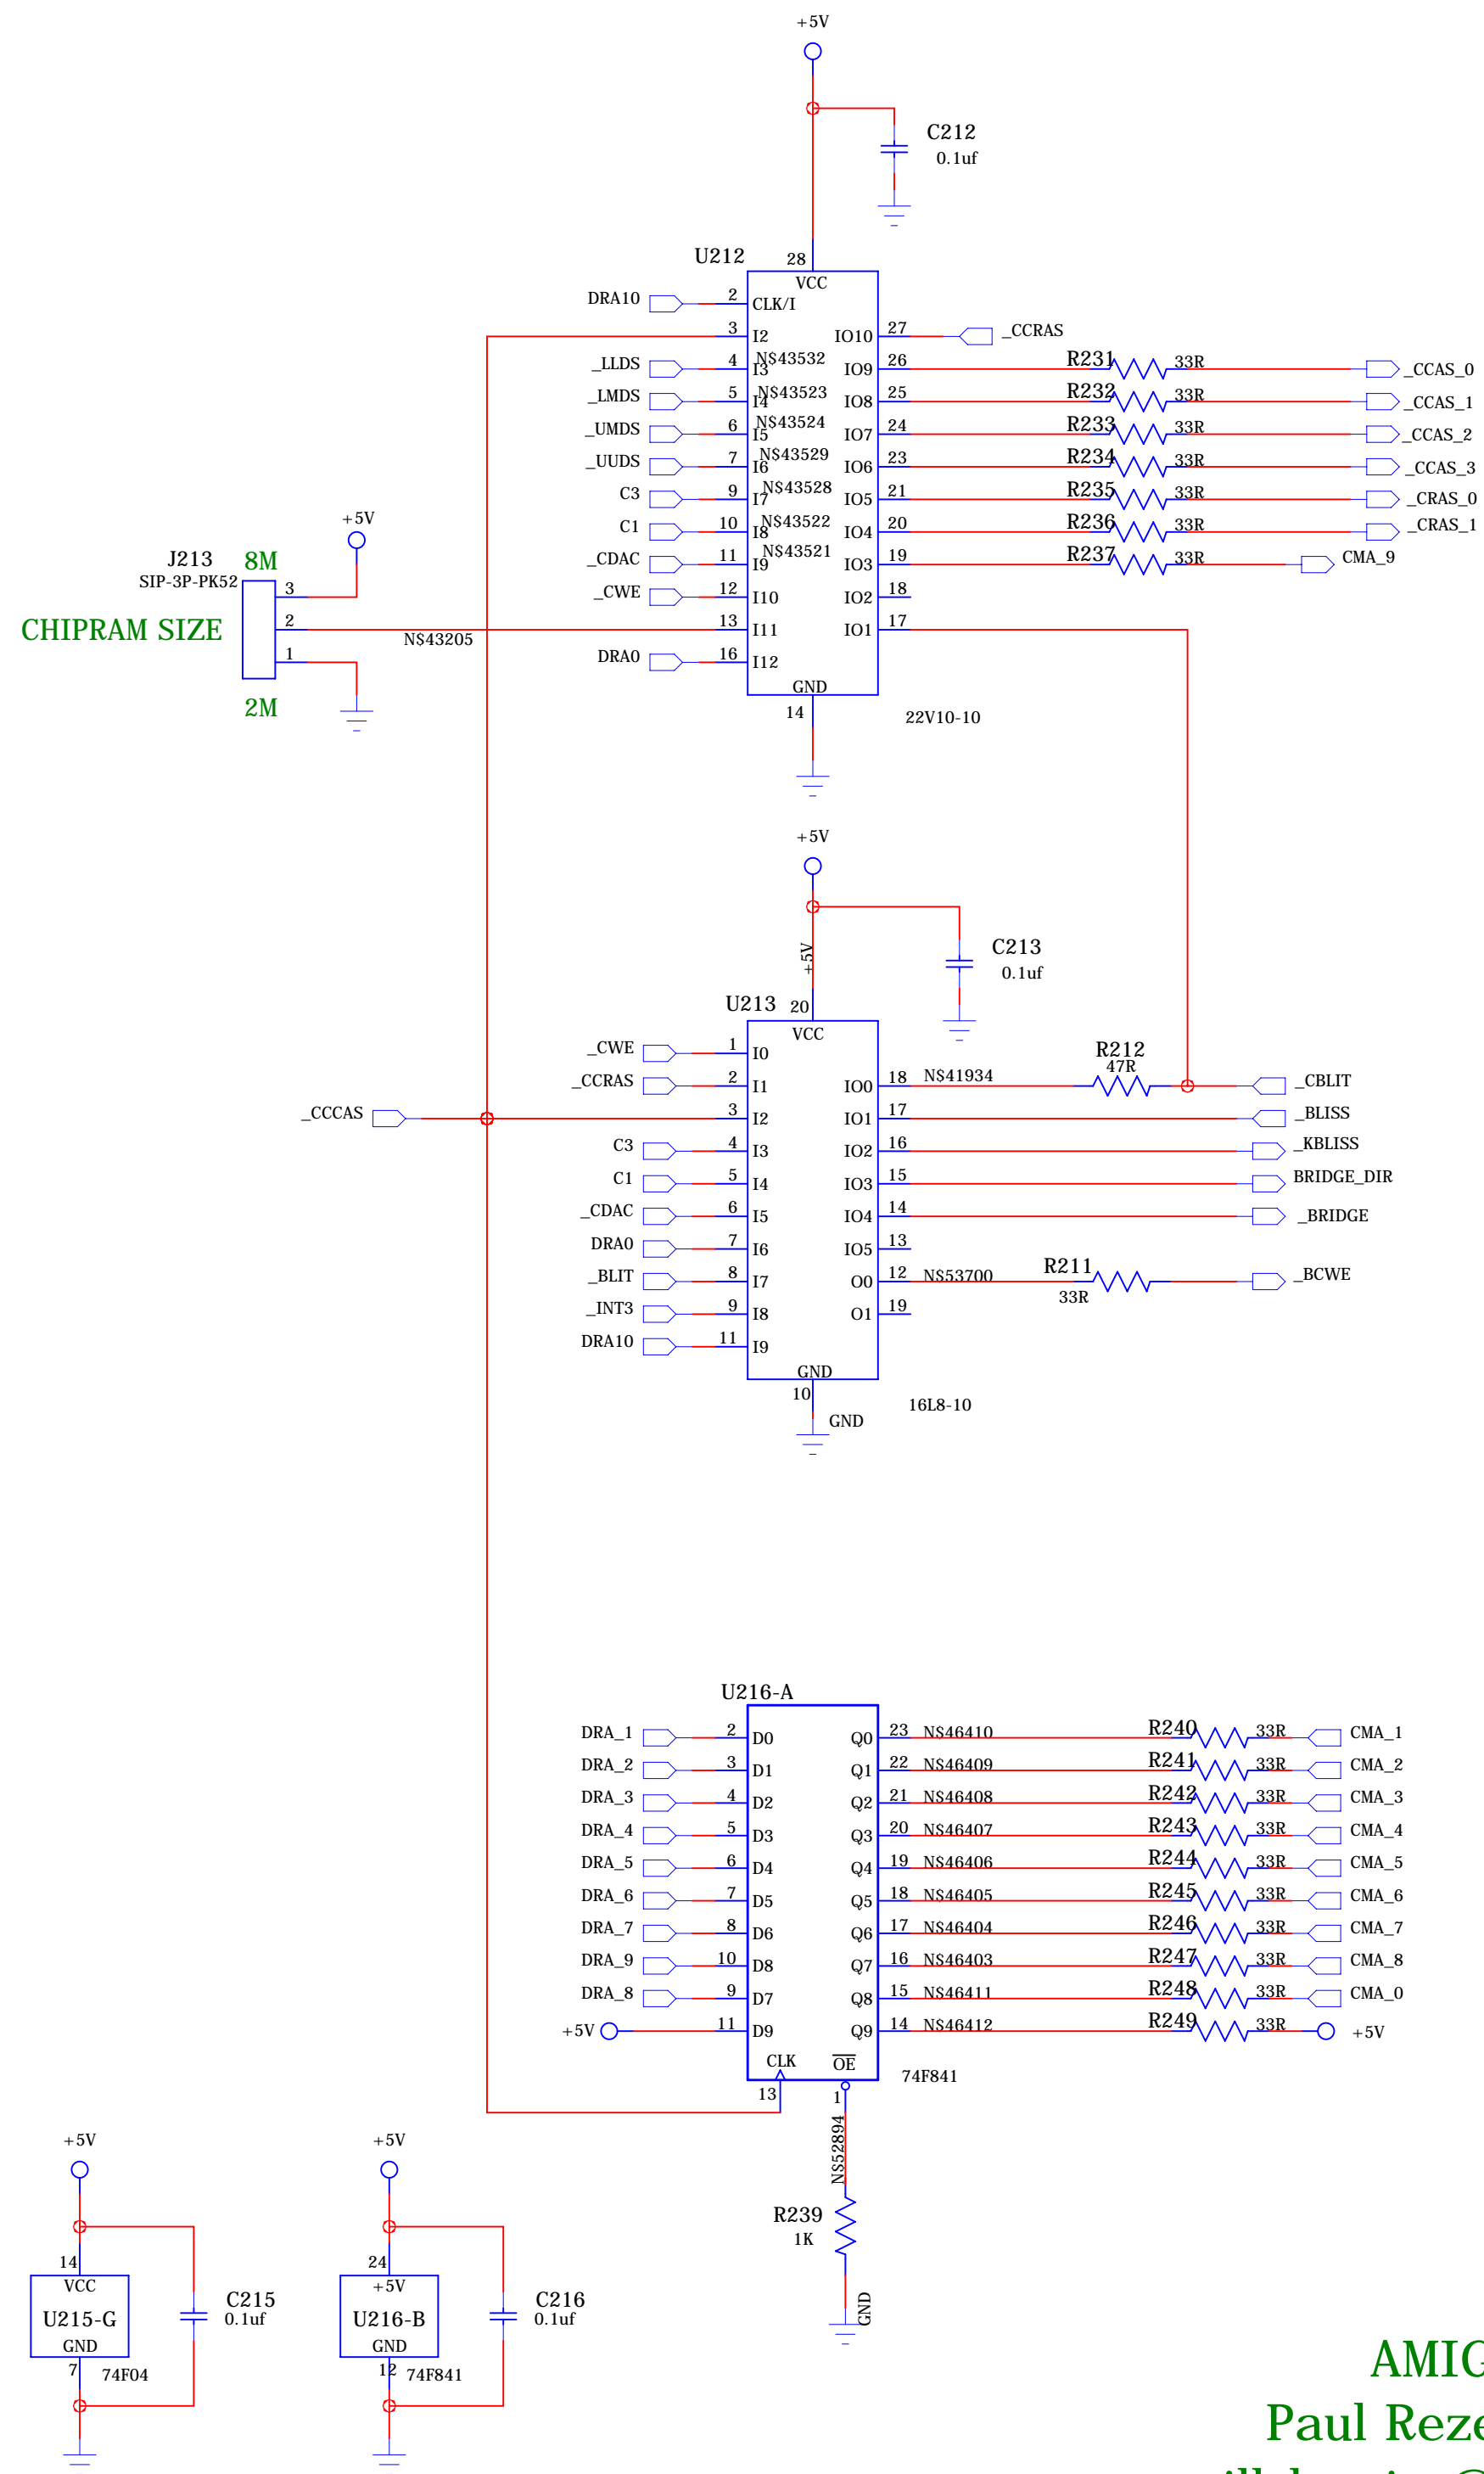 +5V
C212
0.1uf
U212
28
VCC
DRA10 2 CLK/I
3 I2 IO10 27 _CCRAS
_LLDS 4 I3 N$43532 IO9 26 R231 33R _CCAS_0
_LMDS 5 I4 N$43523 IO8 25 R232 33R _CCAS_1
_UMDS 6 I5 N$43524 IO7 24 R233 33R _CCAS_2
_UUDS 7 I6 N$43529 IO6 23 R234 33R _CCAS_3
C3 9 I7 N$43528 IO5 21 R235 33R _CRAS_0
C1 10 I8 N$43522 IO4 20 R236 33R _CRAS_1
_CDAC 11 I9 N$43521 IO3 19 R237 33R CMA_9
_CWE 12 I10 IO2 18
13 I11 IO1 17
DRA0 16 I12
GND
14
22V10-10
+5V
J213 8M
SIP-3P-PK52
3
CHIPRAM SIZE 2 N$43205
1
2M
+5V
+5V
C213
0.1uf
U213
20
VCC
_CWE 1 I0
_CCRAS 2 I1 IO0 18 N$41934 R212 47R _CBLIT
_CCCAS 3 I2 IO1 17 _BLISS
C3 4 I3 IO2 16 _KBLISS
C1 5 I4 IO3 15 BRIDGE_DIR
_CDAC 6 I5 IO4 14 _BRIDGE
DRA0 7 I6 IO5 13
_BLIT 8 I7 O0 12 N$53700 R211 33R _BCWE
_INT3 9 I8 O1 19
DRA10 11 I9
GND
10
GND
16L8-10
U216-A
DRA_1 2 D0 Q0 23 N$46410 R240 33R CMA_1
DRA_2 3 D1 Q1 22 N$46409 R241 33R CMA_2
DRA_3 4 D2 Q2 21 N$46408 R242 33R CMA_3
DRA_4 5 D3 Q3 20 N$46407 R243 33R CMA_4
DRA_5 6 D4 Q4 19 N$46406 R244 33R CMA_5
DRA_6 7 D5 Q5 18 N$46405 R245 33R CMA_6
DRA_7 8 D6 Q6 17 N$46404 R246 33R CMA_7
DRA_9 10 D8 Q7 16 N$46403 R247 33R CMA_8
DRA_8 9 D7 Q8 15 N$46411 R248 33R CMA_0
+5V 11 D9 Q9 14 N$46412 R249 33R +5V
CLK OE
13 1
74F841
N$52894
R239
1K
GND
+5V
14
VCC
U215-G
GND
7
74F04
C215
0.1uf
+5V
24
+5V
U216-B
GND
12
74F841
C216
0.1uf
AMIG
Paul Reze